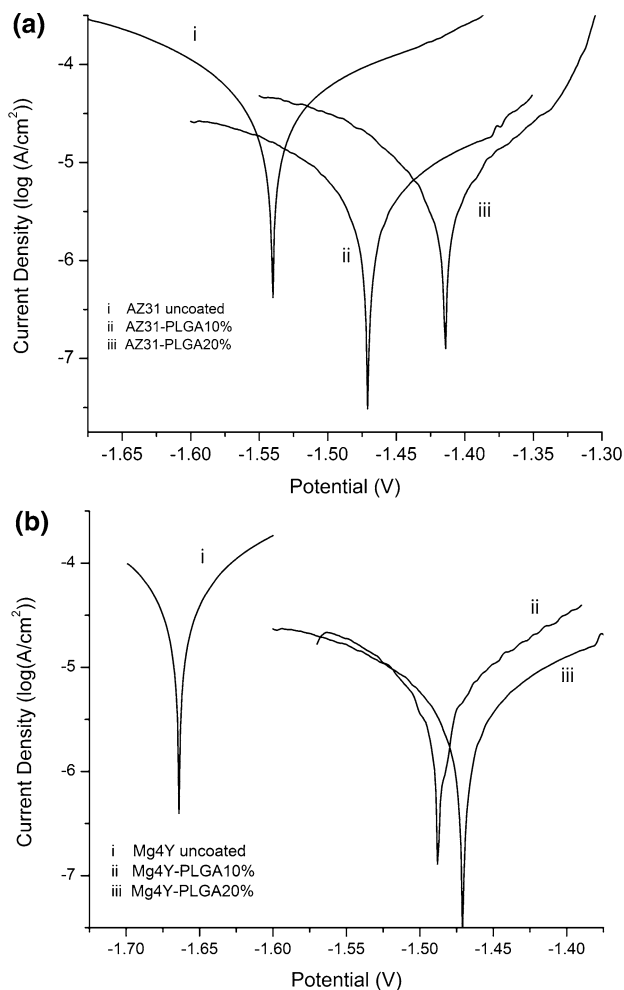 (a)
Current Density (log (A/cm²))
-4
-5
-6
-7
i
ii
iii
i AZ31 uncoated
ii AZ31-PLGA10%
iii AZ31-PLGA20%
-1.65 -1.60 -1.55 -1.50 -1.45 -1.40 -1.35 -1.30
Potential (V)
(b)
Current Density (log(A/cm²))
-4
-5
-6
-7
i
ii
iii
i Mg4Y uncoated
ii Mg4Y-PLGA10%
iii Mg4Y-PLGA20%
-1.70 -1.65 -1.60 -1.55 -1.50 -1.45 -1.40
Potential (V)